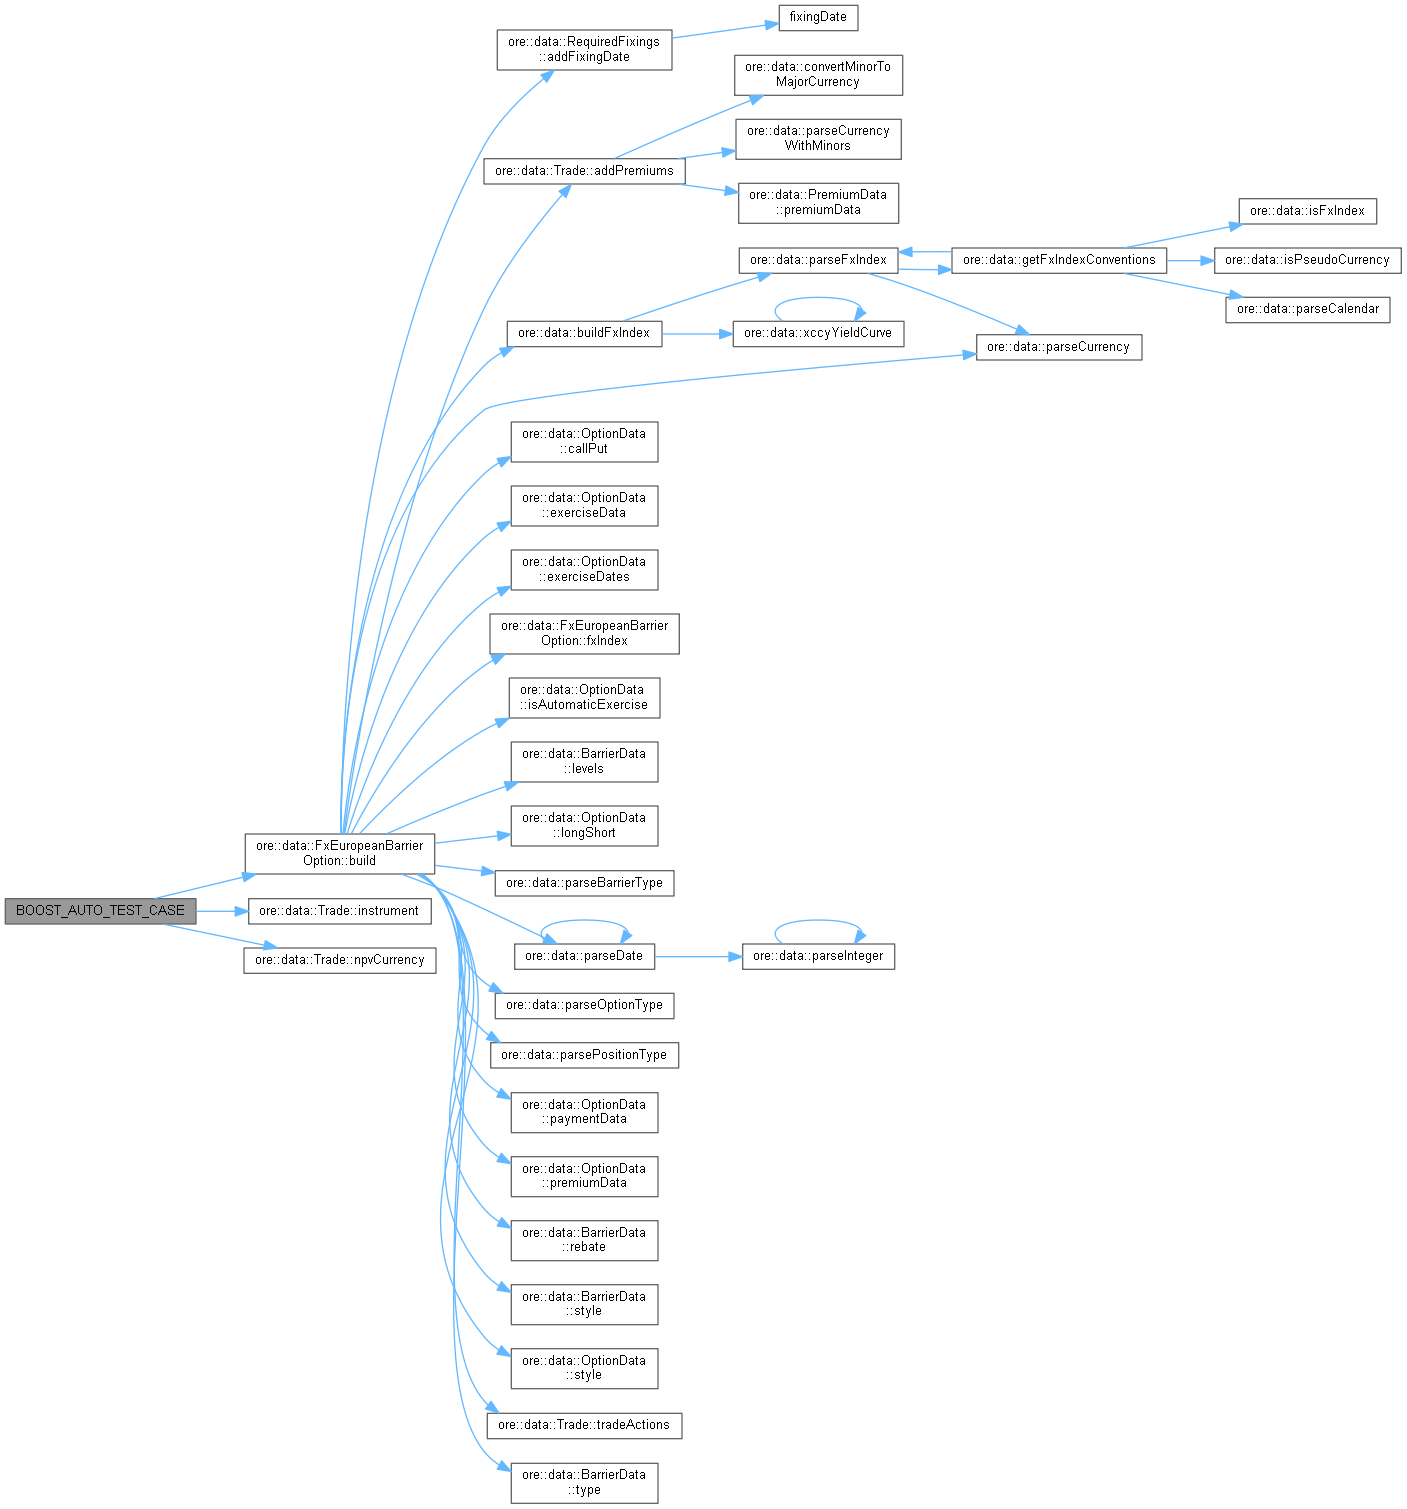 fixingDate
ore::data::RequiredFixings
::addFixingDate
ore::data::convertMinorTo
MajorCurrency
ore::data::parseCurrency
WithMinors
ore::data::Trade::addPremiums
ore::data::PremiumData
::premiumData
ore::data::isFxIndex
ore::data::parseFxIndex
ore::data::getFxIndexConventions
ore::data::isPseudoCurrency
ore::data::parseCalendar
ore::data::buildFxIndex
ore::data::xccyYieldCurve
ore::data::parseCurrency
ore::data::OptionData
::callPut
ore::data::OptionData
::exerciseData
ore::data::OptionData
::exerciseDates
ore::data::FxEuropeanBarrier
Option::fxIndex
ore::data::OptionData
::isAutomaticExercise
ore::data::BarrierData
::levels
ore::data::OptionData
::longShort
ore::data::FxEuropeanBarrier
Option::build
ore::data::parseBarrierType
BOOST_AUTO_TEST_CASE
ore::data::Trade::instrument
ore::data::Trade::npvCurrency
ore::data::parseDate
ore::data::parseInteger
ore::data::parseOptionType
ore::data::parsePositionType
ore::data::OptionData
::paymentData
ore::data::OptionData
::premiumData
ore::data::BarrierData
::rebate
ore::data::BarrierData
::style
ore::data::OptionData
::style
ore::data::Trade::tradeActions
ore::data::BarrierData
::type